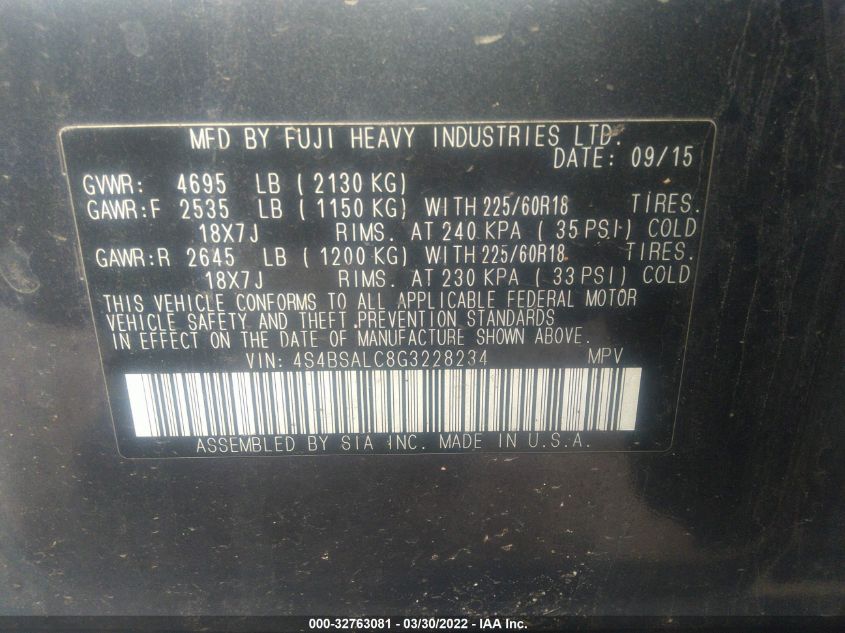 MFD BY FUJI HEAVY INDUSTRIES LTD.
DATE: 09/15
GVWR: 4695 LB ( 2130 KG)
GAWR:F 2535 LB ( 1150 KG) WITH 225/60R18 TIRES.
18X7J RIMS. AT 240 KPA ( 35 PSI) COLD
GAWR:R 2645 LB ( 1200 KG) WITH 225/60R18 TIRES.
18X7J RIMS. AT 230 KPA ( 33 PSI) COLD
THIS VEHICLE CONFORMS TO ALL APPLICABLE FEDERAL MOTOR
VEHICLE SAFETY AND THEFT PREVENTION STANDARDS
IN EFFECT ON THE DATE OF MANUFACTURE SHOWN ABOVE.
VIN: 4S4BSALC8G3228234 MPV
ASSEMBLED BY SIA INC. MADE IN U.S.A.
000-32763081 - 03/30/2022 - IAA Inc.